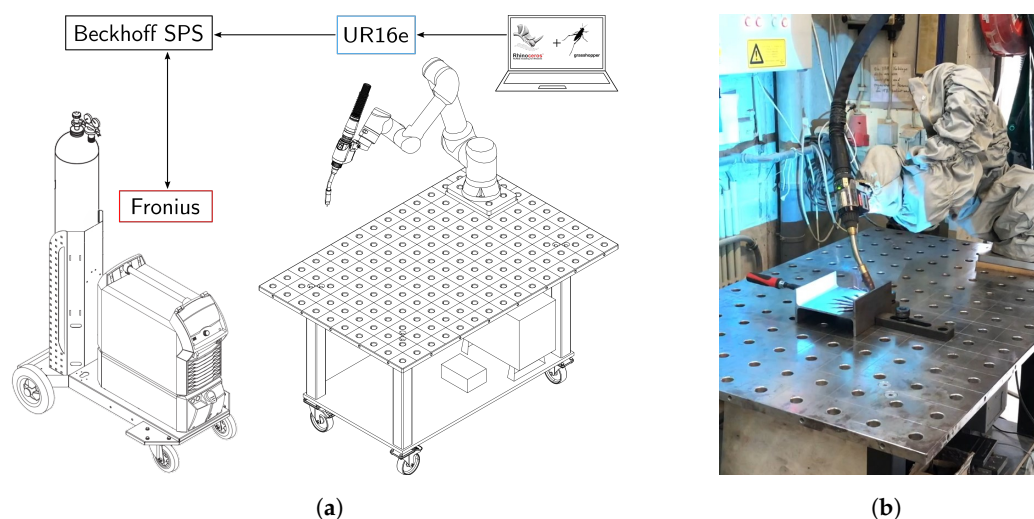 Beckhoff SPS
UR16e
Rhinoceros
+
grasshopper
Fronius
(a)
(b)